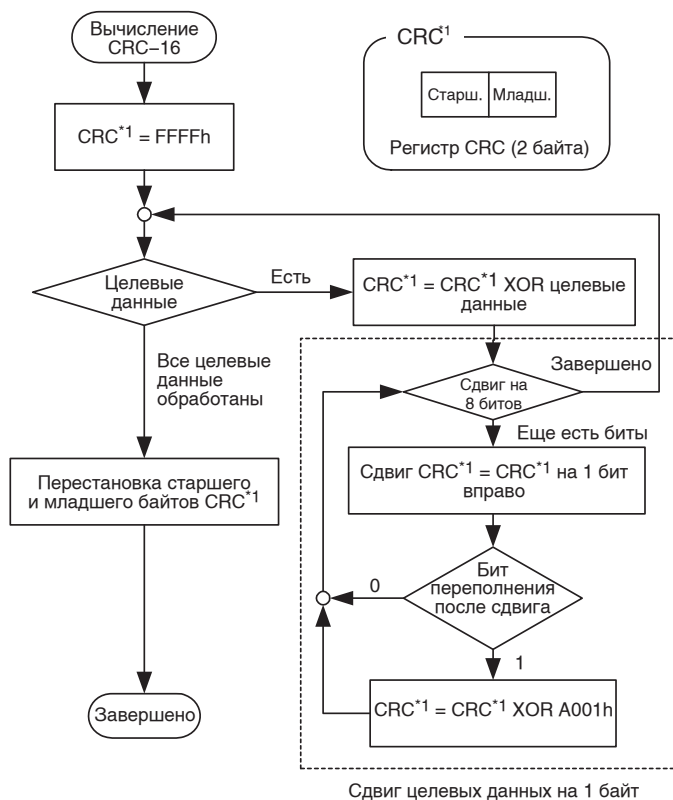 Вычисление
CRC–16
CRC*1
Старш. Младш.
Регистр CRC (2 байта)
CRC*1 = FFFFh
Целевые
данные
Есть
CRC*1 = CRC*1 XOR целевые
данные
Все целевые
данные
обработаны
Сдвиг на
8 битов
Завершено
Еще есть биты
Сдвиг CRC*1 = CRC*1 на 1 бит
вправо
Перестановка старшего
и младшего байтов CRC*1
Бит
переполнения
после сдвига
0
1
CRC*1 = CRC*1 XOR A001h
Завершено
Сдвиг целевых данных на 1 байт